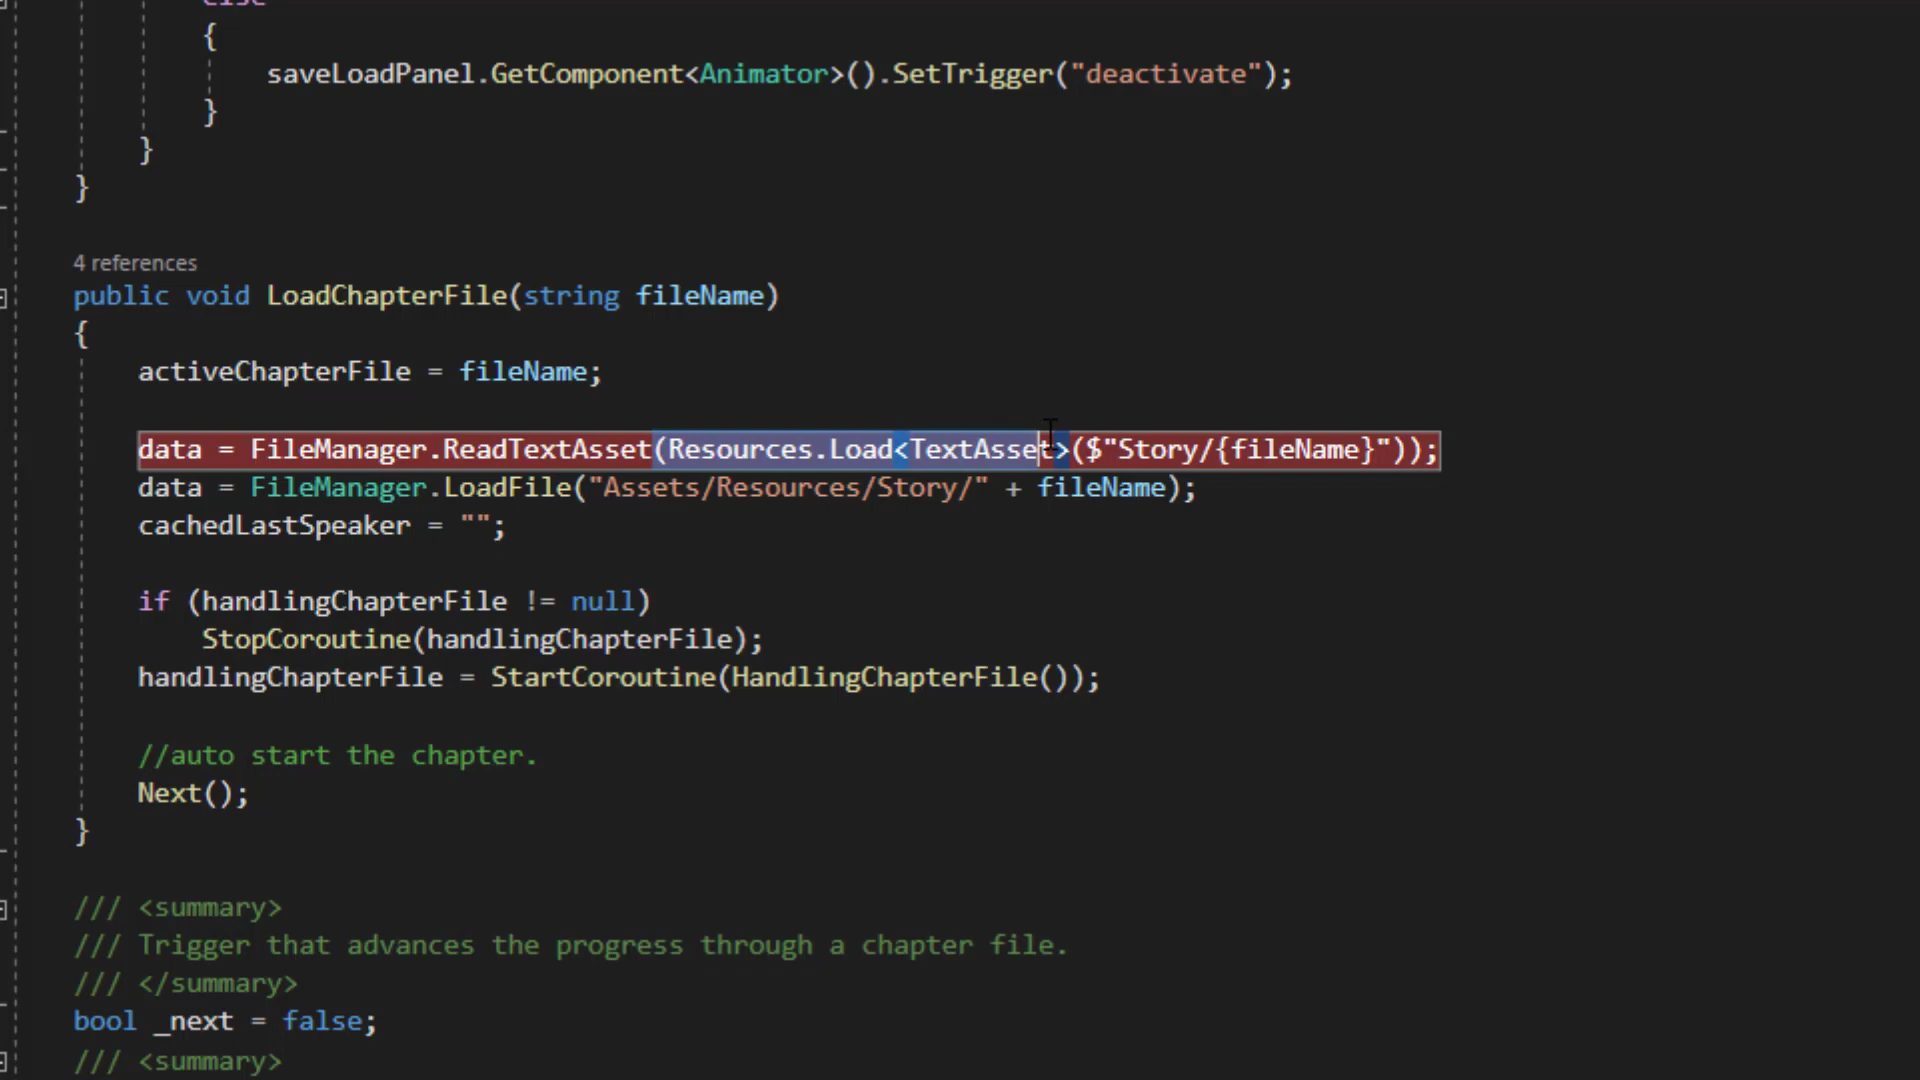 else
{
saveLoadPanel.GetComponent<Animator>().SetTrigger("deactivate");
}
}
}
4 references
public void LoadChapterFile(string fileName)
{
activeChapterFile = fileName;
data = FileManager.ReadTextAsset(Resources.Load<TextAsset>($"Story/{fileName}"));
data = FileManager.LoadFile("Assets/Resources/Story/" + fileName);
cachedLastSpeaker = "";
if (handlingChapterFile != null)
StopCoroutine(handlingChapterFile);
handlingChapterFile = StartCoroutine(HandlingChapterFile());
//auto start the chapter.
Next();
}
/// <summary>
/// Trigger that advances the progress through a chapter file.
/// </summary>
bool _next = false;
/// <summary>